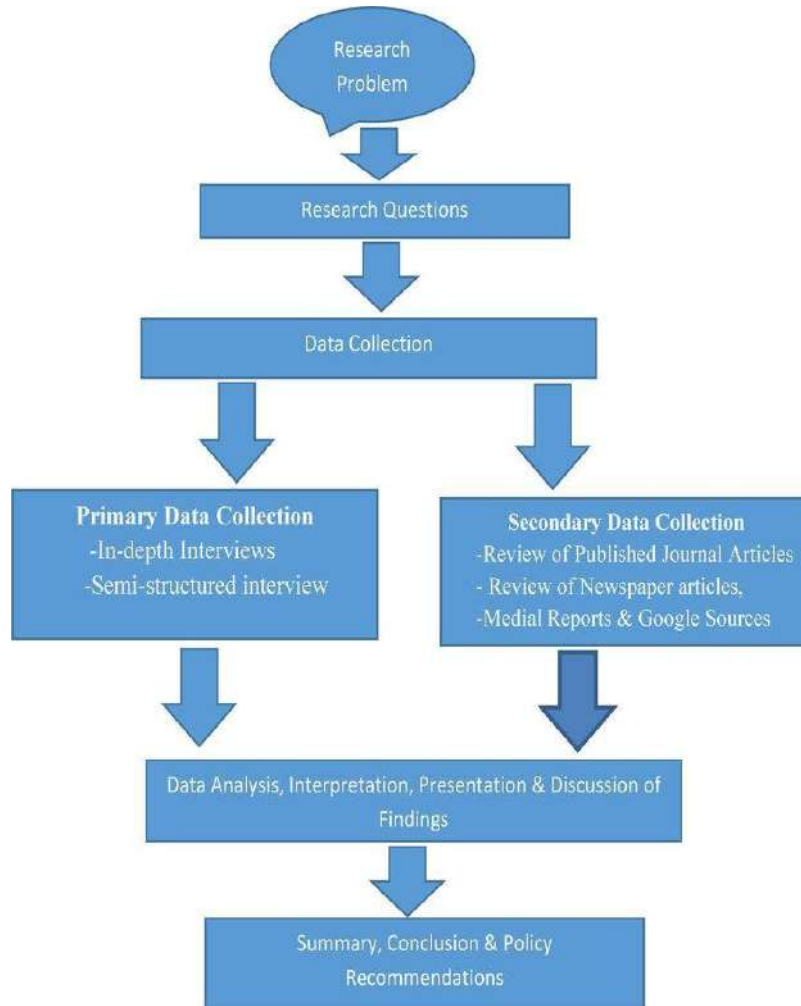 Research
Problem
Research Questions
Data Collection
Primary Data Collection
-In-depth Interviews
-Semi-structured interview
Secondary Data Collection
-Review of Published Journal Articles
- Review of Newspaper articles,
-Medial Reports & Google Sources
Data Analysis, Interpretation, Presentation & Discussion of
Findings
Summary, Conclusion & Policy
Recommendations